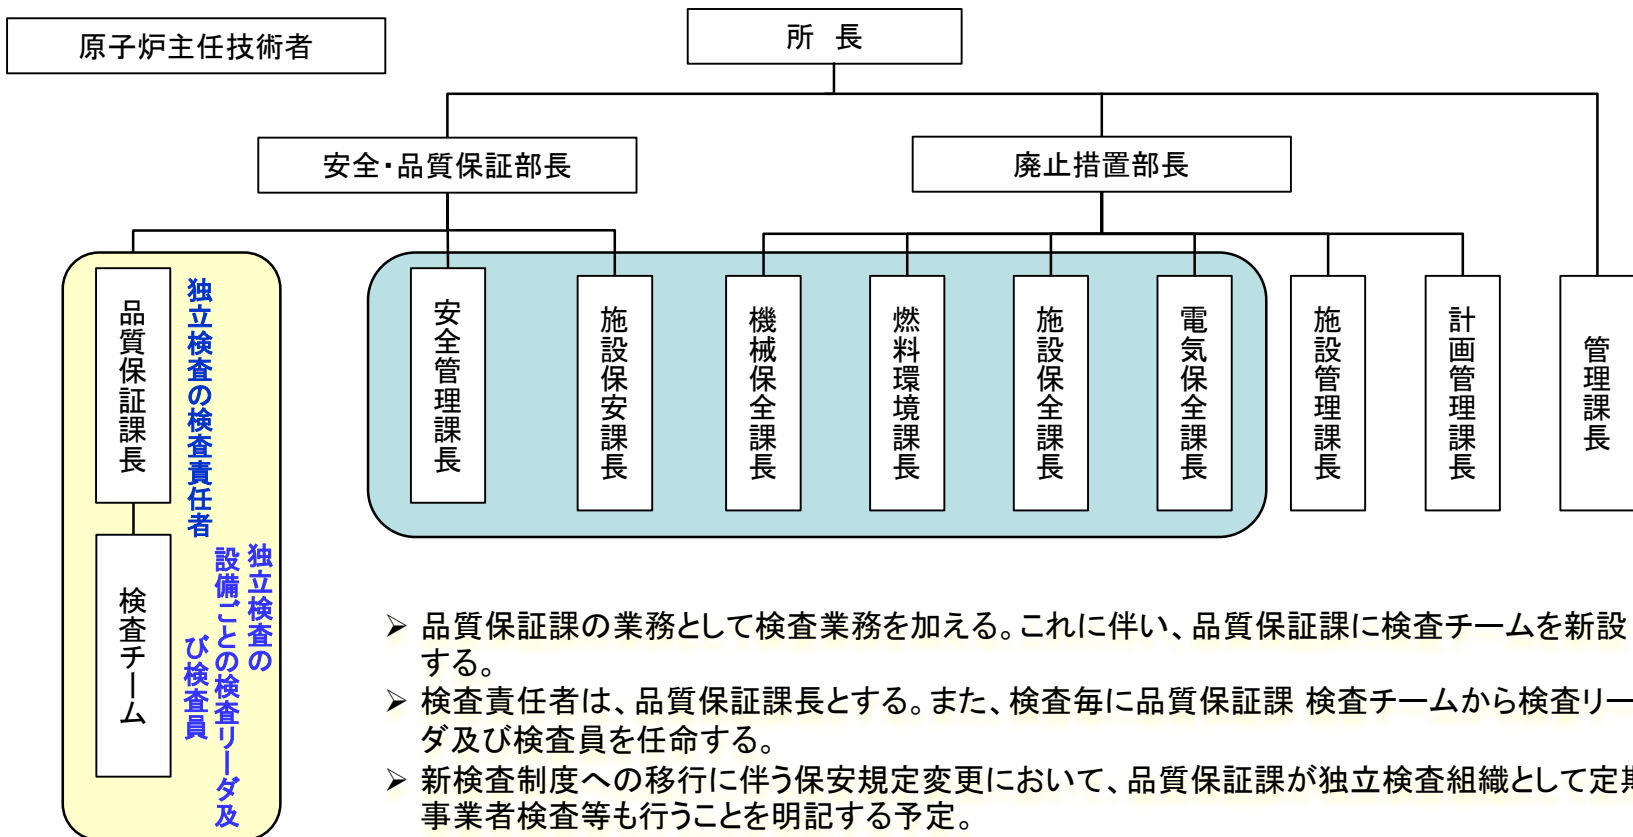 原子炉主任技術者
所 長
安全・品質保証部長
廃止措置部長
品質保証課長
独立検査の検査責任者
検査チーム
独立検査の
設備ごとの検査リーダ及
び検査員
安全管理課長
施設保安課長
機械保全課長
燃料環境課長
施設保全課長
電気保全課長
施設管理課長
計画管理課長
管理課長
➢ 品質保証課の業務として検査業務を加える。これに伴い、品質保証課に検査チームを新設
する。
➢ 検査責任者は、品質保証課長とする。また、検査毎に品質保証課 検査チームから検査リー
ダ及び検査員を任命する。
➢ 新検査制度への移行に伴う保安規定変更において、品質保証課が独立検査組織として定期
事業者検査等も行うことを明記する予定。